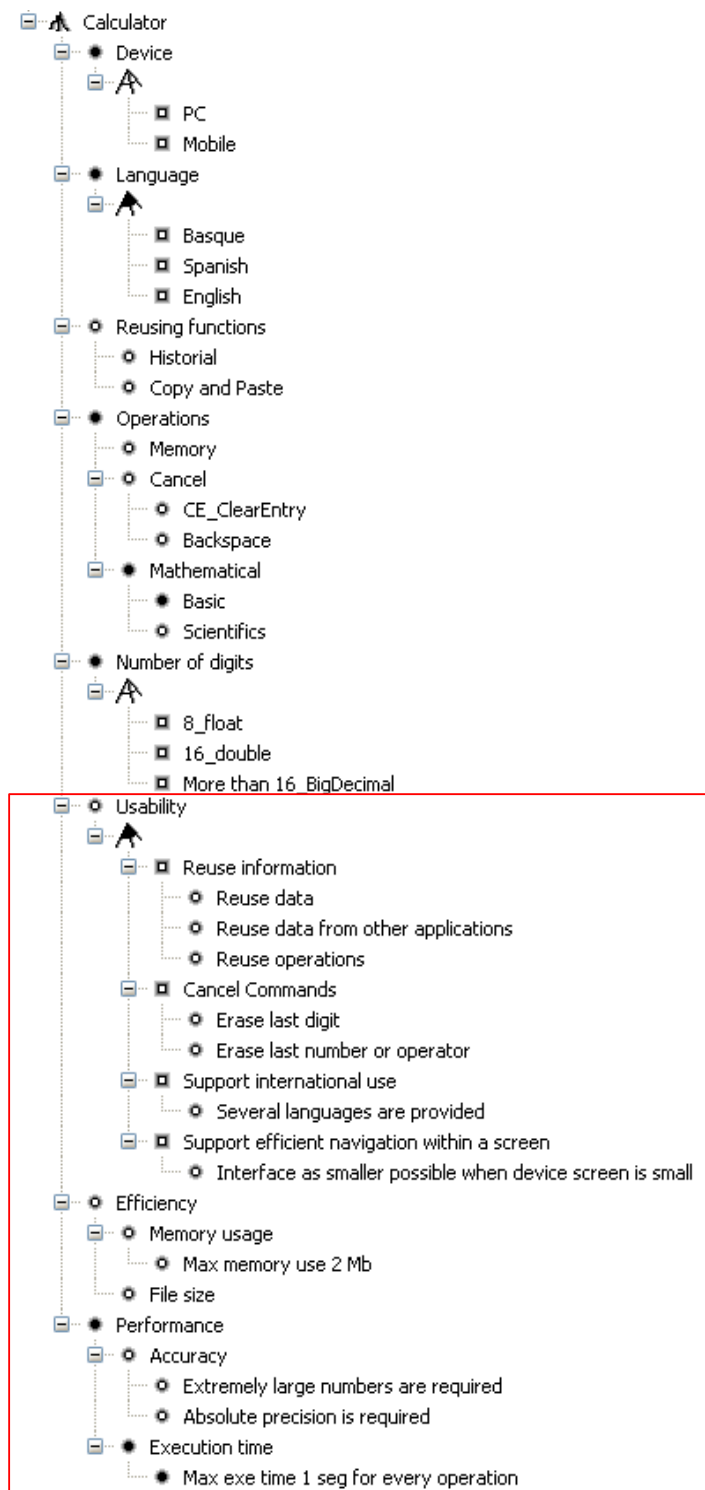 Calculator
Device
PC
Mobile
Language
Basque
Spanish
English
Reusing functions
Historial
Copy and Paste
Operations
Memory
Cancel
CE_ClearEntry
Backspace
Mathematical
Basic
Scientifics
Number of digits
8_float
16_double
More than 16_BigDecimal
Usability
Reuse information
Reuse data
Reuse data from other applications
Reuse operations
Cancel Commands
Erase last digit
Erase last number or operator
Support international use
Several languages are provided
Support efficient navigation within a screen
Interface as smaller possible when device screen is small
Efficiency
Memory usage
Max memory use 2 Mb
File size
Performance
Accuracy
Extremely large numbers are required
Absolute precision is required
Execution time
Max exe time 1 seg for every operation